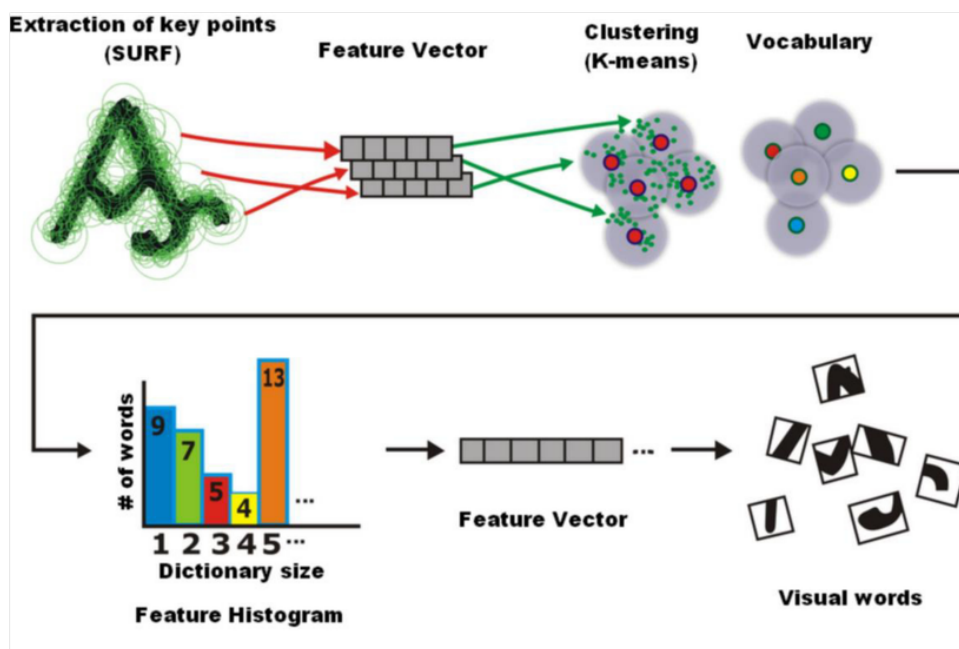 Extraction of key points
(SURF)
Feature Vector
Clustering
(K-means)
Vocabulary
# of words
9
7
5
4
13
...
1 2 3 4 5 ...
Dictionary size
Feature Histogram
...
Feature Vector
Visual words